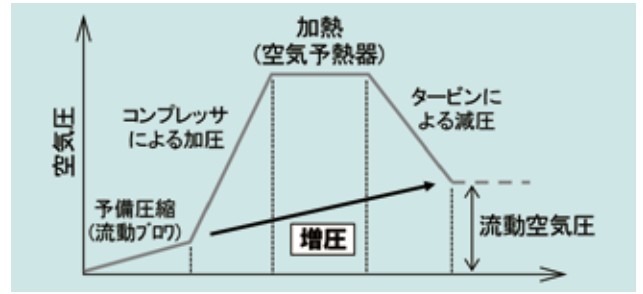 加熱
(空気予熱器)
コンプレッサ
による加圧
タービンに
よる減圧
空気圧
予備圧縮
(流動ブロワ)
増圧
流動空気圧